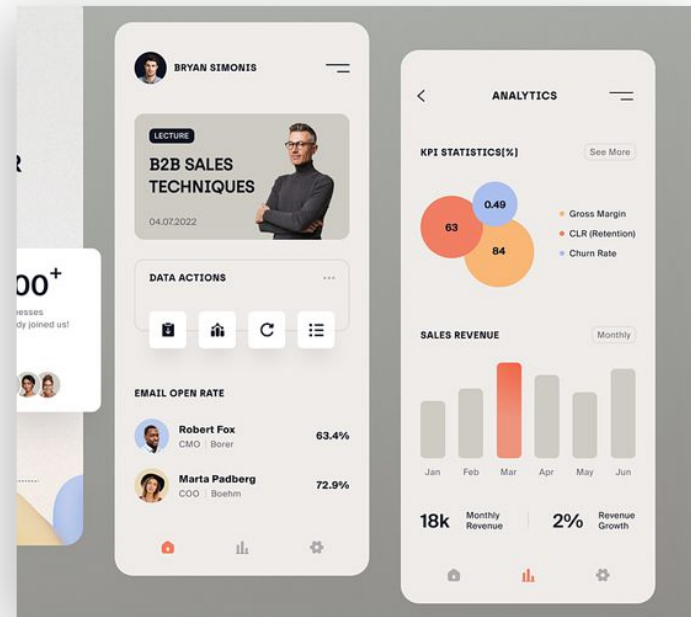 R
00+
nesses
dy joined us!
BRYAN SIMONIS
LECTURE
B2B SALES
TECHNIQUES
04.07.2022
DATA ACTIONS
EMAIL OPEN RATE
Robert Fox
CMO | Borer
63.4%
Marta Padberg
COO | Boehm
72.9%
ANALYTICS
KPI STATISTICS(%)
See More
0.49
63
84
Gross Margin
CLR (Retention)
Churn Rate
SALES REVENUE
Monthly
Jan Feb Mar Apr May Jun
18k Monthly
Revenue
2% Revenue
Growth